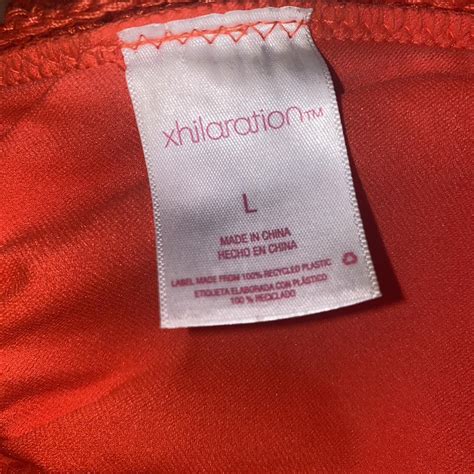 xhilaration™
L
MADE IN CHINA
HECHO EN CHINA
LABEL MADE FROM 100% RECYCLED PLASTIC
ETIQUETA ELABORADA CON PLÁSTICO
100 % RECICLADO